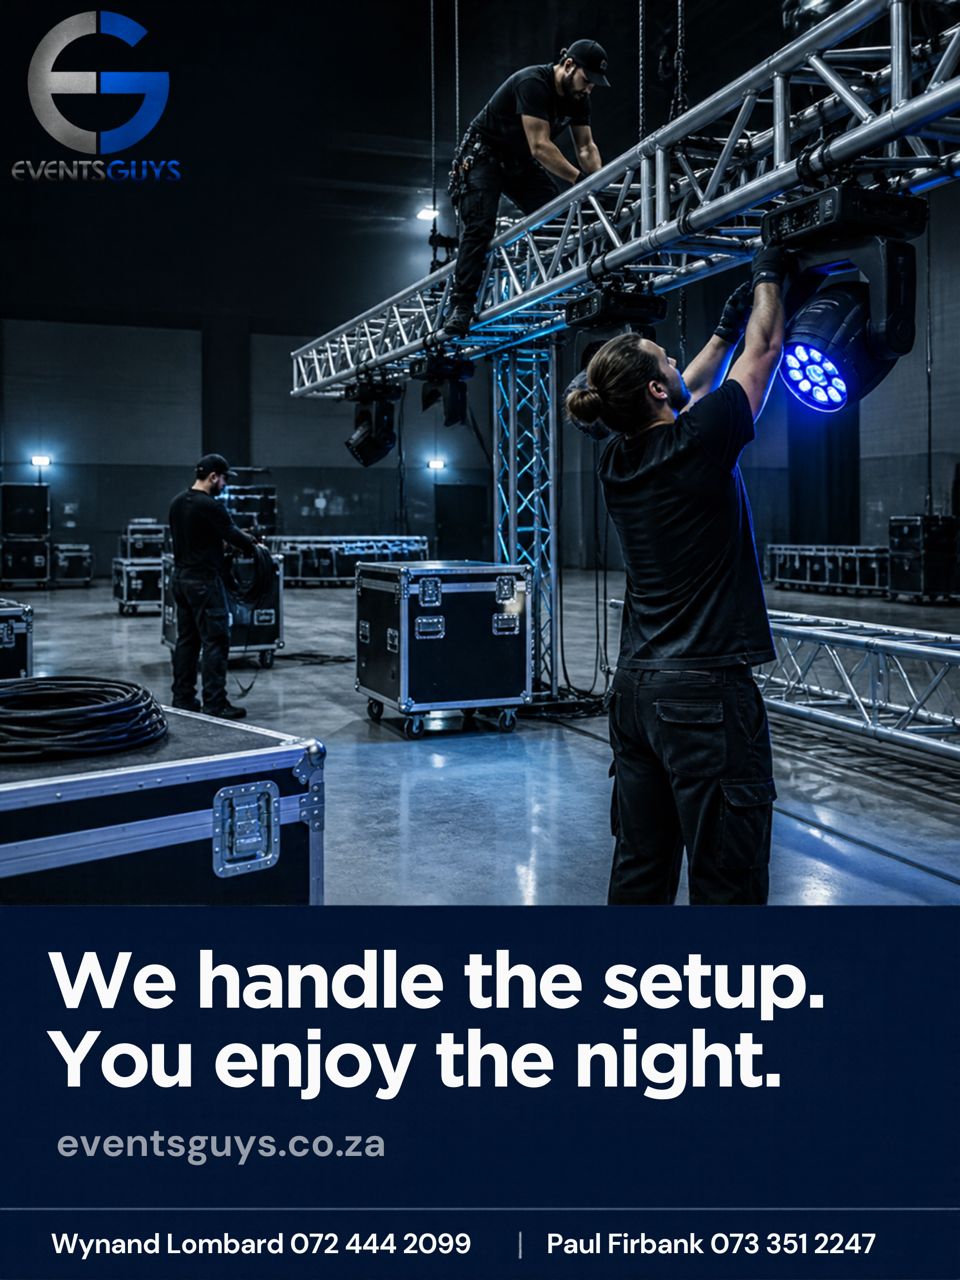 EVENTSGUYS
We handle the setup.
You enjoy the night.
eventsguys.co.za
Wynand Lombard 072 444 2099 | Paul Firbank 073 351 2247